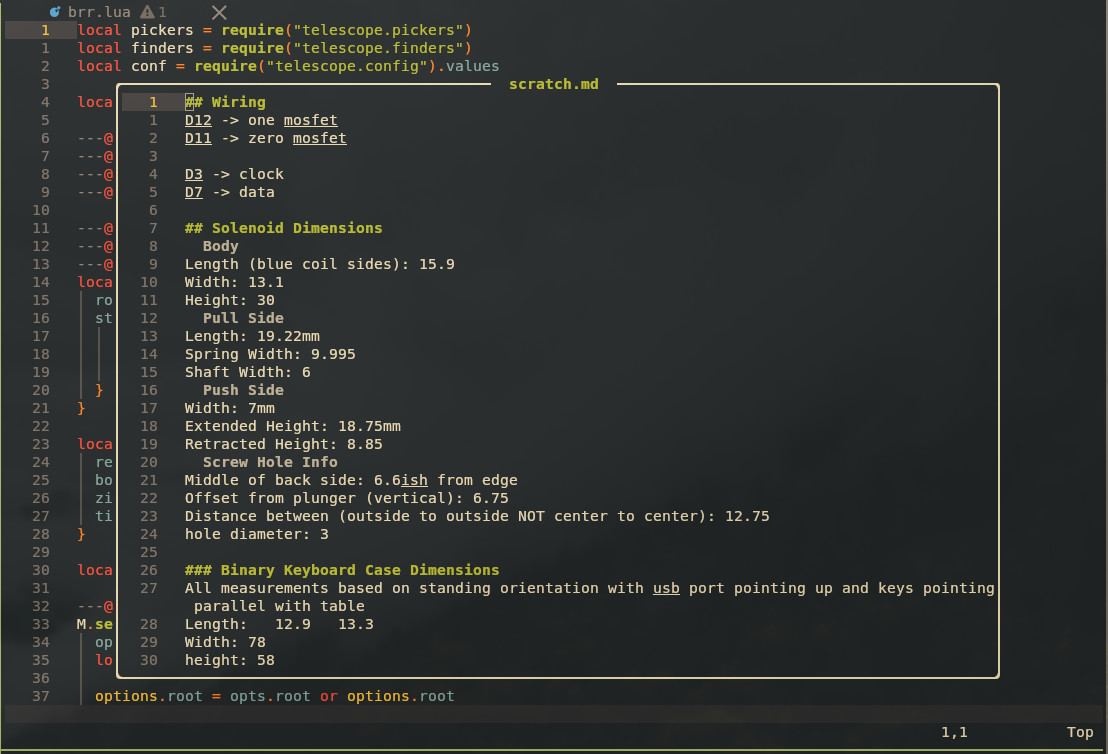 brr.lua 1
1 local pickers = require("telescope.pickers")
1 local finders = require("telescope.finders")
2 local conf = require("telescope.config").values
3 scratch.md
4 loca 1 ## Wiring
5 1 D12 -> one mosfet
6 ---@ 2 D11 -> zero mosfet
7 ---@ 3
8 ---@ 4 D3 -> clock
9 ---@ 5 D7 -> data
10 6
11 ---@ 7 ## Solenoid Dimensions
12 ---@ 8 Body
13 ---@ 9 Length (blue coil sides): 15.9
14 loca 10 Width: 13.1
15 ro 11 Height: 30
16 st 12 Pull Side
17 13 Length: 19.22mm
18 14 Spring Width: 9.995
19 15 Shaft Width: 6
20 } 16 Push Side
21 } 17 Width: 7mm
22 18 Extended Height: 18.75mm
23 loca 19 Retracted Height: 8.85
24 re 20 Screw Hole Info
25 bo 21 Middle of back side: 6.6ish from edge
26 zi 22 Offset from plunger (vertical): 6.75
27 ti 23 Distance between (outside to outside NOT center to center): 12.75
28 } 24 hole diameter: 3
29 25
30 loca 26 ### Binary Keyboard Case Dimensions
31 27 All measurements based on standing orientation with usb port pointing up and keys pointing
32 ---@ parallel with table
33 M.se 28 Length: 12.9 13.3
34 op 29 Width: 78
35 lo 30 height: 58
36
37 options.root = opts.root or options.root
1,1 Top